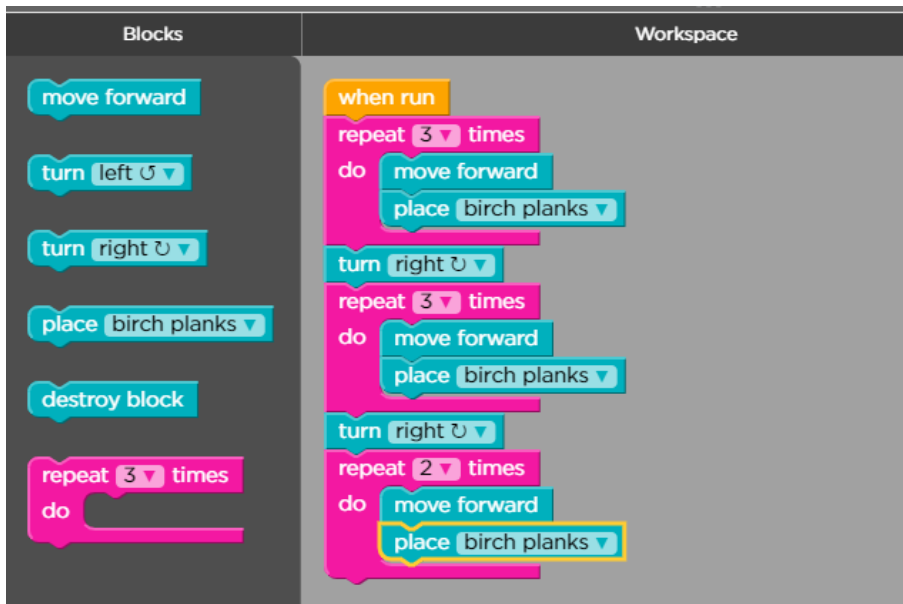 Blocks
Workspace
move forward
turn left ↺ ▼
turn right ↻ ▼
place birch planks ▼
destroy block
repeat 3 ▼ times
do
when run
repeat 3 ▼ times
do move forward
place birch planks ▼
turn right ↻ ▼
repeat 3 ▼ times
do move forward
place birch planks ▼
turn right ↻ ▼
repeat 2 ▼ times
do move forward
place birch planks ▼